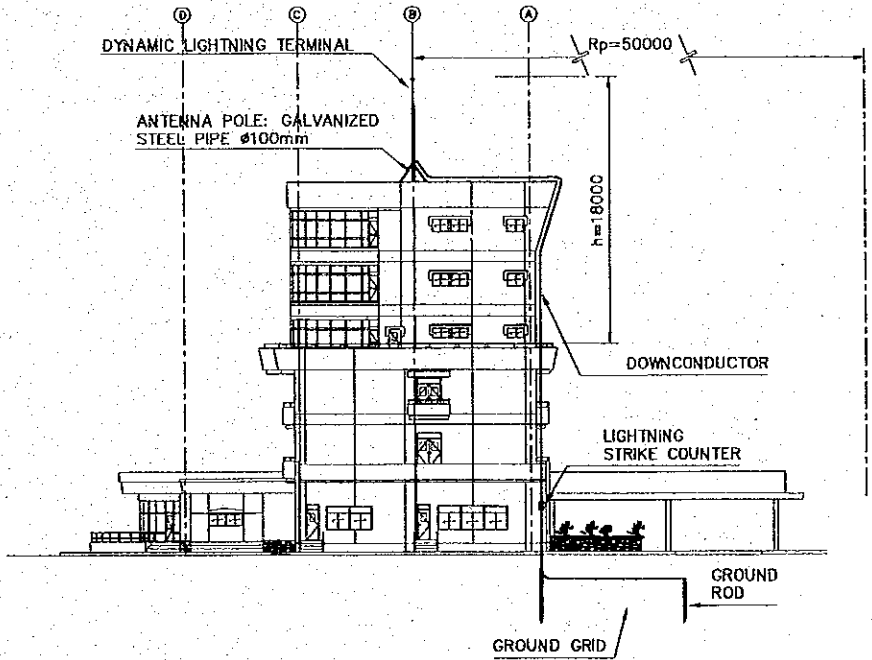 D
C
B
A
DYNAMIC LIGHTNING TERMINAL
Rp=50000
ANTENNA POLE: GALVANIZED
STEEL PIPE ø100mm
h=18000
DOWNCONDUCTOR
LIGHTNING
STRIKE COUNTER
GROUND
ROD
GROUND GRID